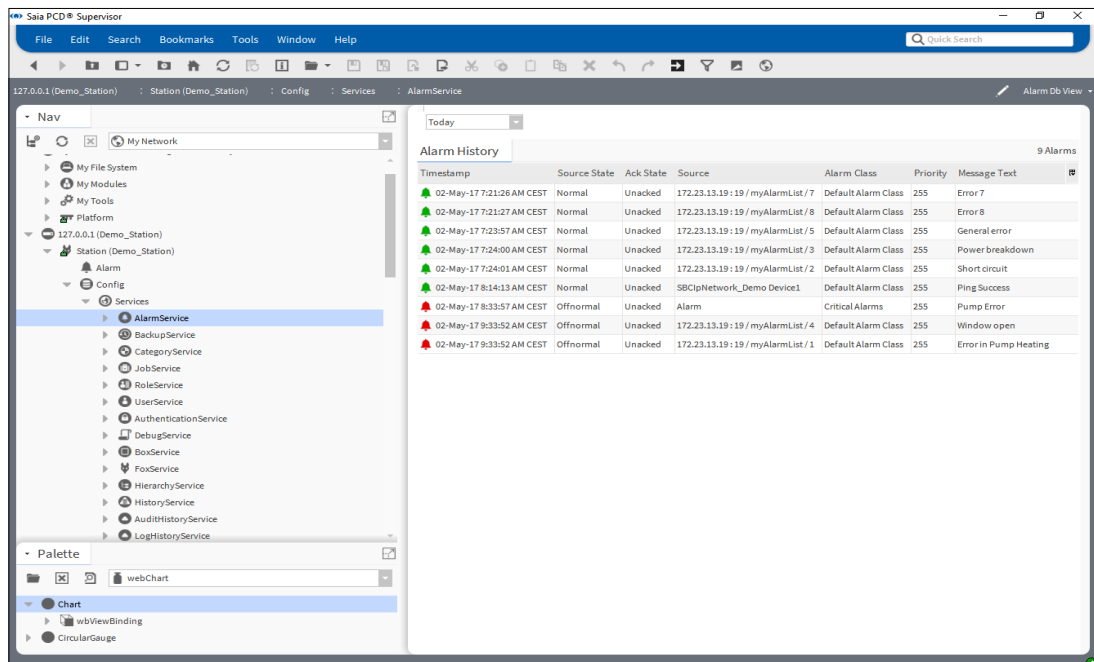 Saia PCD® Supervisor
File Edit Search Bookmarks Tools Window Help
Quick Search
127.0.0.1 (Demo_Station) : Station (Demo_Station) : Config : Services : AlarmService
Alarm Db View
Nav
My Network
My File System
My Modules
My Tools
Platform
127.0.0.1 (Demo_Station)
Station (Demo_Station)
Alarm
Config
Services
AlarmService
BackupService
CategoryService
JobService
RoleService
UserService
AuthenticationService
DebugService
BoxService
FoxService
HierarchyService
HistoryService
AuditHistoryService
LogHistoryService
Palette
webChart
Chart
wbViewBinding
CircularGauge
Today
Alarm History 9 Alarms
Timestamp Source State Ack State Source Alarm Class Priority Message Text
02-May-17 7:21:26 AM CEST Normal Unacked 172.23.13.19 : 19 / myAlarmList / 7 Default Alarm Class 255 Error 7
02-May-17 7:21:27 AM CEST Normal Unacked 172.23.13.19 : 19 / myAlarmList / 8 Default Alarm Class 255 Error 8
02-May-17 7:23:57 AM CEST Normal Unacked 172.23.13.19 : 19 / myAlarmList / 5 Default Alarm Class 255 General error
02-May-17 7:24:00 AM CEST Normal Unacked 172.23.13.19 : 19 / myAlarmList / 3 Default Alarm Class 255 Power breakdown
02-May-17 7:24:01 AM CEST Normal Unacked 172.23.13.19 : 19 / myAlarmList / 2 Default Alarm Class 255 Short circuit
02-May-17 8:14:13 AM CEST Normal Unacked SBCIpNetwork_Demo Device1 Default Alarm Class 255 Ping Success
02-May-17 8:33:57 AM CEST Offnormal Unacked Alarm Critical Alarms 255 Pump Error
02-May-17 9:33:52 AM CEST Offnormal Unacked 172.23.13.19 : 19 / myAlarmList / 4 Default Alarm Class 255 Window open
02-May-17 9:33:52 AM CEST Offnormal Unacked 172.23.13.19 : 19 / myAlarmList / 1 Default Alarm Class 255 Error in Pump Heating